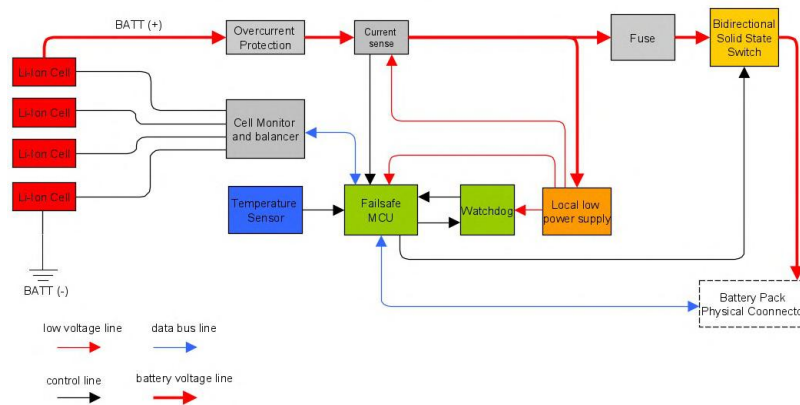 BATT (+)
Overcurrent
Protection
Current
sense
Fuse
Bidirectional
Solid State
Switch
Li-Ion Cell
Li-Ion Cell
Li-Ion Cell
Li-Ion Cell
Cell Monitor
and balancer
Temperature
Sensor
Failsafe
MCU
Watchdog
Local low
power supply
BATT (-)
Battery Pack
Physical Coonnecto
low voltage line
data bus line
control line
battery voltage line